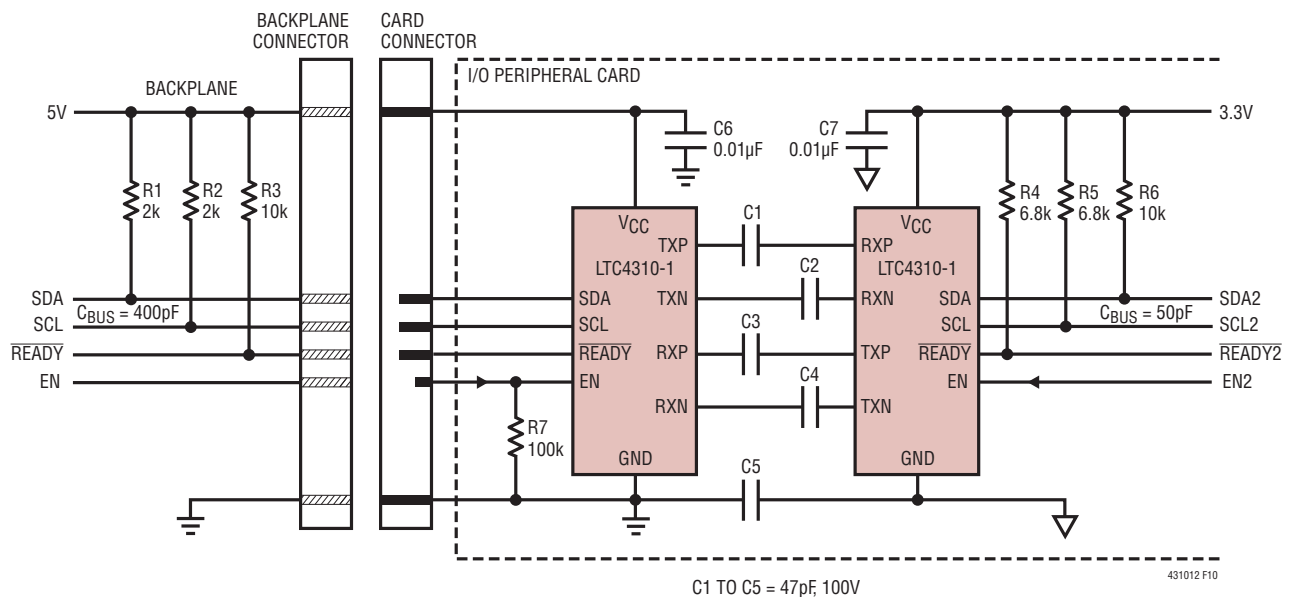 BACKPLANE
CONNECTOR
CARD
CONNECTOR
I/O PERIPHERAL CARD
BACKPLANE
5V
3.3V
C6
0.01µF
C7
0.01µF
R1
2k
R2
2k
R3
10k
R4
6.8k
R5
6.8k
R6
10k
VCC
TXP
C1
RXP
VCC
LTC4310-1
C2
LTC4310-1
SDA
CBUS = 400pF
SDA
TXN
RXN
SDA
CBUS = 50pF
SDA2
SCL
SCL
C3
SCL
SCL2
READY
READY
RXP
TXP
READY
READY2
EN
EN
C4
EN
EN2
RXN
TXN
R7
100k
GND
C5
GND
431012 F10
C1 TO C5 = 47pF, 100V